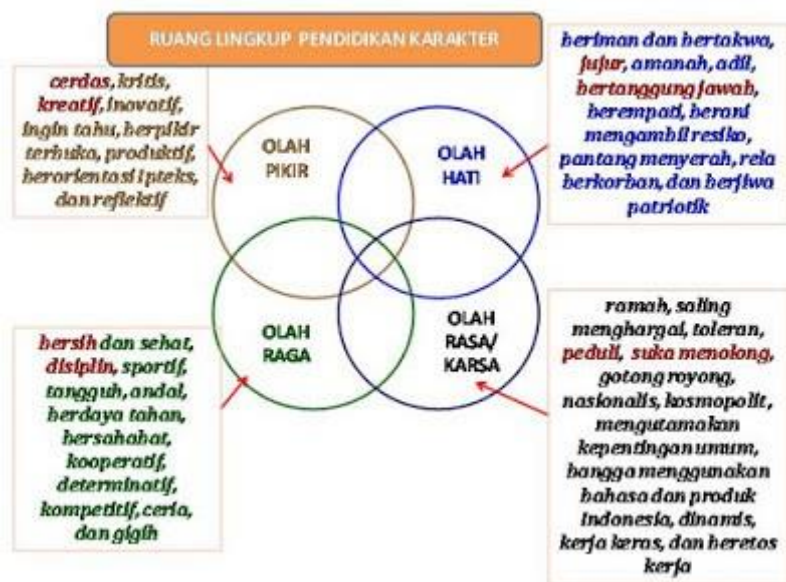 RUANG LINGKUP PENDIDIKAN KARAKTER
cerdas, kritis,
kreatif, inovatif,
ingin tahu, berpikir
terbuka, produktif,
berorientasi ipteks,
dan reflektif
OLAH
PIKIR
OLAH
HATI
beriman dan bertakwa,
jujur, amanah, adil,
bertanggung jawab,
berempati, berani
mengambil resiko,
pantang menyerah, rela
berkorban, dan berjiwa
patriotik
bersih dan sehat,
disiplin, sportif,
tangguh, andal,
berdaya tahan,
bersahabat,
kooperatif,
determinatif,
kompetitif, ceria,
dan gigih
OLAH
RAGA
OLAH
RASA/
KARSA
ramah, saling
menghargai, toleran,
peduli, suka menolong,
gotong royong,
nasionalis, kosmopolit,
mengutamakan
kepentingan umum,
bangga menggunakan
bahasa dan produk
indonesia, dinamis,
kerja keras, dan beretos
kerja